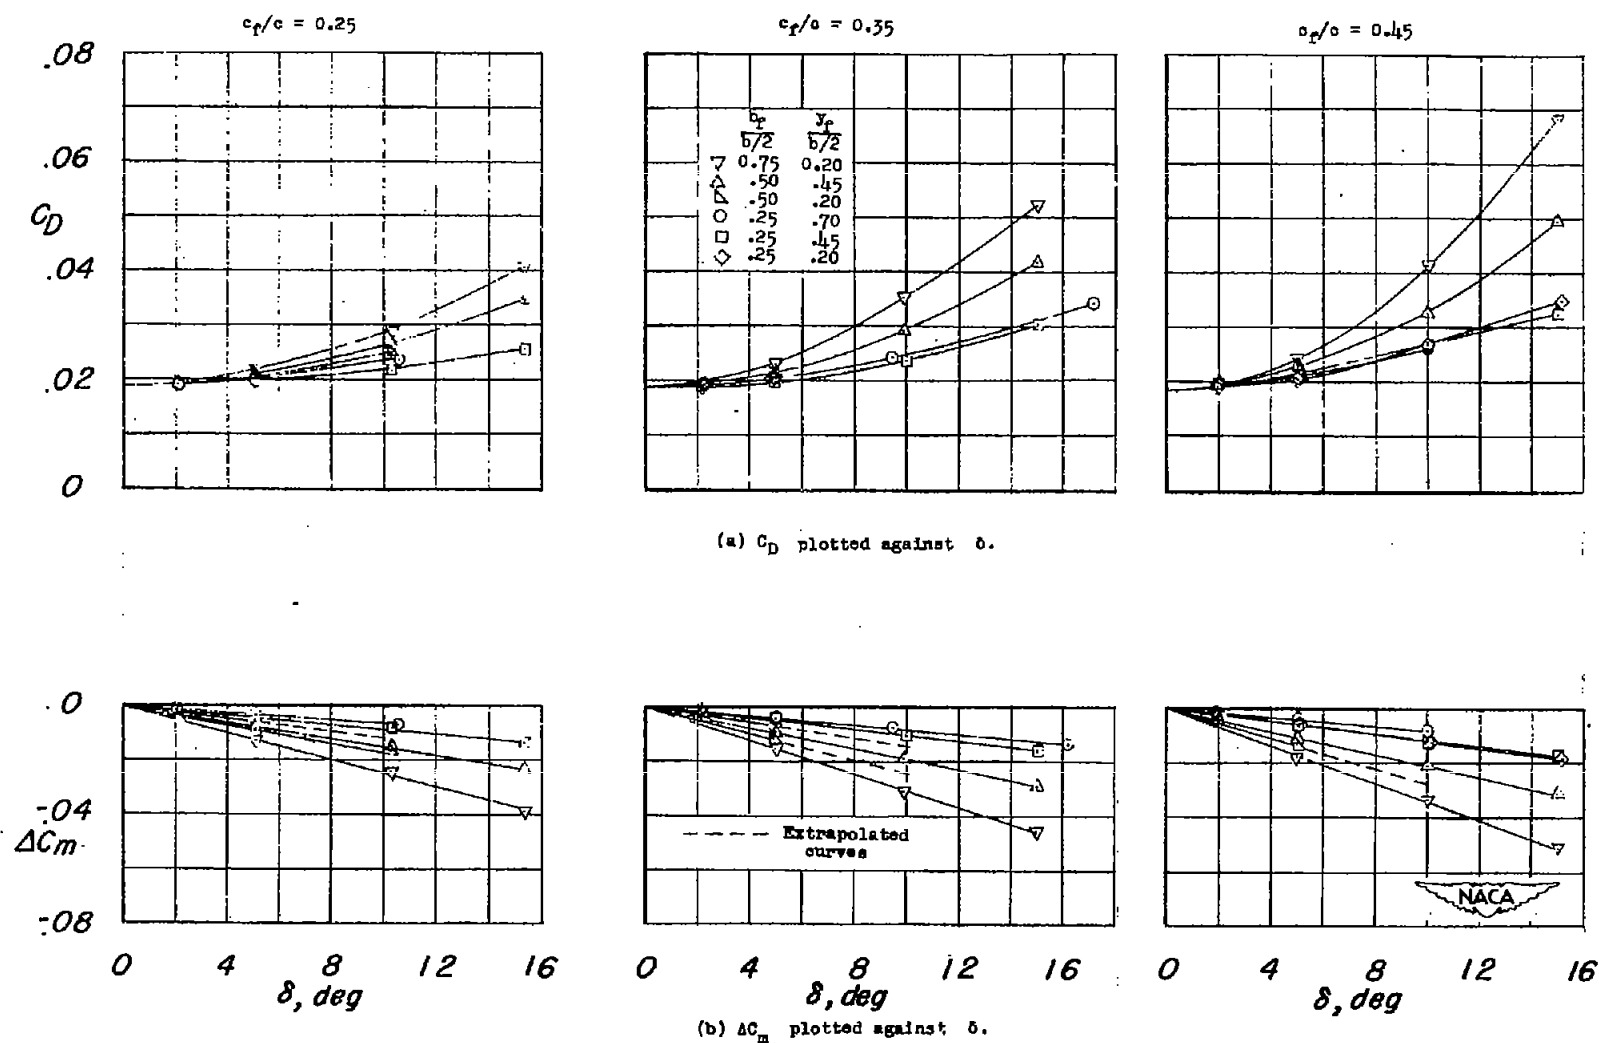 c_f/c = 0.25
c_f/c = 0.35
c_f/c = 0.45
.08
.06
C_D
.04
.02
0
b_f y_f
b/2 b/2
▽ 0.75 0.20
△ .50 .45
◺ .50 .20
○ .25 .70
□ .25 .45
◇ .25 .20
(a) C_D plotted against δ.
.0
-.04
ΔC_m
-.08
--- Extrapolated
curves
NACA
0 4 8 12 16
0 4 8 12 16
0 4 8 12 16
δ, deg
δ, deg
δ, deg
(b) ΔC_m plotted against δ.